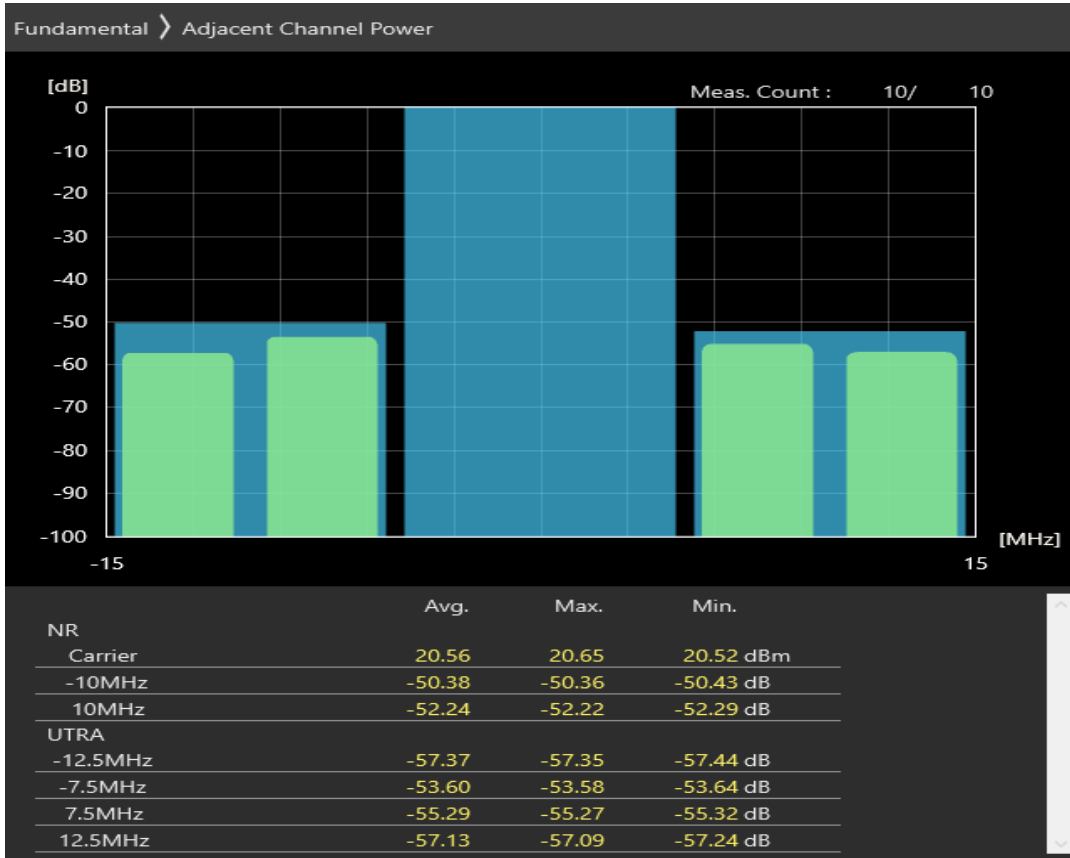 Fundamental ❭ Adjacent Channel Power
[dB]
Meas. Count : 10/ 10
0
-10
-20
-30
-40
-50
-60
-70
-80
-90
-100
[MHz]
-15 15
Avg. Max. Min.
NR
Carrier 20.56 20.65 20.52 dBm
-10MHz -50.38 -50.36 -50.43 dB
10MHz -52.24 -52.22 -52.29 dB
UTRA
-12.5MHz -57.37 -57.35 -57.44 dB
-7.5MHz -53.60 -53.58 -53.64 dB
7.5MHz -55.29 -55.27 -55.32 dB
12.5MHz -57.13 -57.09 -57.24 dB